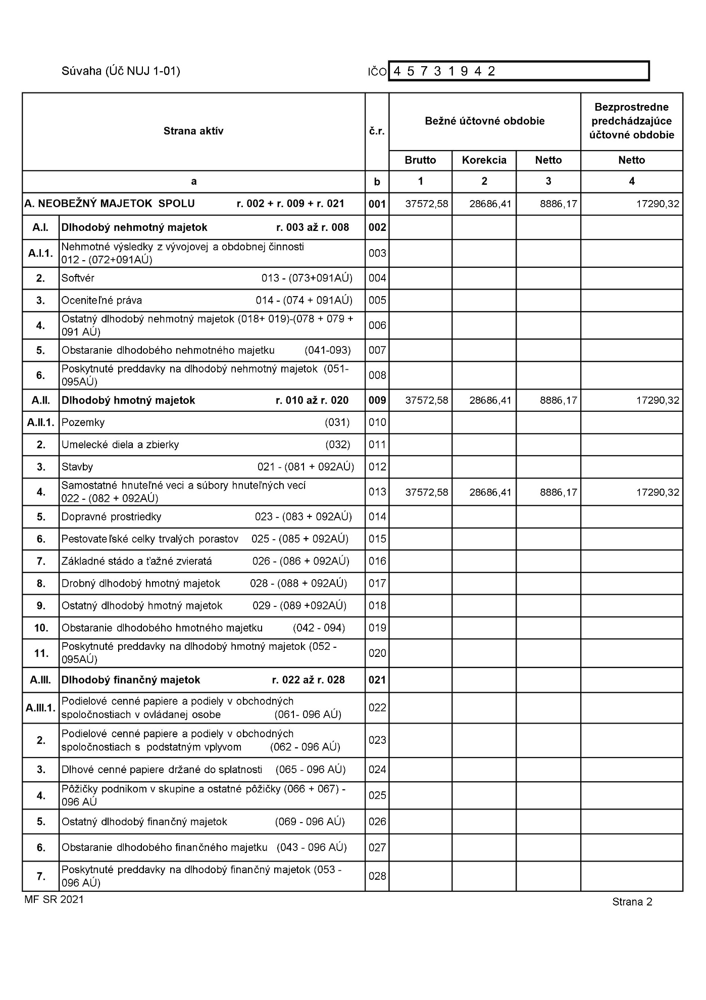 Súvaha (Úč NUJ 1-01)
IČO 4 5 7 3 1 9 4 2
Strana aktív
č.r.
Bežné účtovné obdobie
Bezprostredne
predchádzajúce
účtovné obdobie
Brutto Korekcia Netto Netto
a b 1 2 3 4
A. NEOBEŽNÝ MAJETOK SPOLU r. 002 + r. 009 + r. 021 001 37572,58 28686,41 8886,17 17290,32
A.I. Dlhodobý nehmotný majetok r. 003 až r. 008 002
A.I.1. Nehmotné výsledky z vývojovej a obdobnej činnosti
012 - (072+091AÚ) 003
2. Softvér 013 - (073+091AÚ) 004
3. Oceniteľné práva 014 - (074 + 091AÚ) 005
4. Ostatný dlhodobý nehmotný majetok (018+ 019)-(078 + 079 +
091 AÚ) 006
5. Obstaranie dlhodobého nehmotného majetku (041-093) 007
6. Poskytnuté preddavky na dlhodobý nehmotný majetok (051-
095AÚ) 008
A.II. Dlhodobý hmotný majetok r. 010 až r. 020 009 37572,58 28686,41 8886,17 17290,32
A.II.1. Pozemky (031) 010
2. Umelecké diela a zbierky (032) 011
3. Stavby 021 - (081 + 092AÚ) 012
4. Samostatné hnuteľné veci a súbory hnuteľných vecí
022 - (082 + 092AÚ) 013 37572,58 28686,41 8886,17 17290,32
5. Dopravné prostriedky 023 - (083 + 092AÚ) 014
6. Pestovateľské celky trvalých porastov 025 - (085 + 092AÚ) 015
7. Základné stádo a ťažné zvieratá 026 - (086 + 092AÚ) 016
8. Drobný dlhodobý hmotný majetok 028 - (088 + 092AÚ) 017
9. Ostatný dlhodobý hmotný majetok 029 - (089 +092AÚ) 018
10. Obstaranie dlhodobého hmotného majetku (042 - 094) 019
11. Poskytnuté preddavky na dlhodobý hmotný majetok (052 -
095AÚ) 020
A.III. Dlhodobý finančný majetok r. 022 až r. 028 021
A.III.1. Podielové cenné papiere a podiely v obchodných
spoločnostiach v ovládanej osobe (061- 096 AÚ) 022
2. Podielové cenné papiere a podiely v obchodných
spoločnostiach s podstatným vplyvom (062 - 096 AÚ) 023
3. Dlhové cenné papiere držané do splatnosti (065 - 096 AÚ) 024
4. Pôžičky podnikom v skupine a ostatné pôžičky (066 + 067) -
096 AÚ 025
5. Ostatný dlhodobý finančný majetok (069 - 096 AÚ) 026
6. Obstaranie dlhodobého finančného majetku (043 - 096 AÚ) 027
7. Poskytnuté preddavky na dlhodobý finančný majetok (053 -
096 AÚ) 028
MF SR 2021
Strana 2